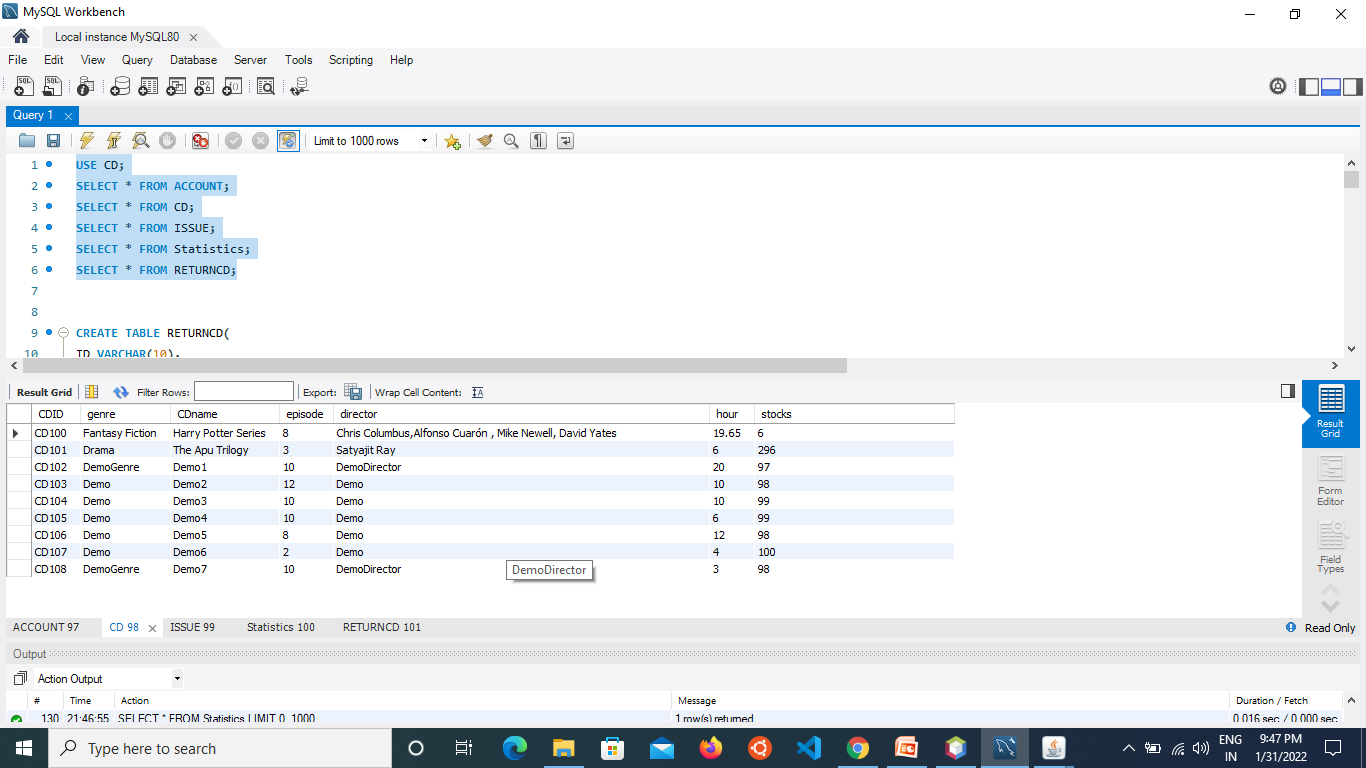 MySQL Workbench
Local instance MySQL80
File Edit View Query Database Server Tools Scripting Help
Query 1
Limit to 1000 rows
1 USE CD;
2 SELECT * FROM ACCOUNT;
3 SELECT * FROM CD;
4 SELECT * FROM ISSUE;
5 SELECT * FROM Statistics;
6 SELECT * FROM RETURNCD;
7
8
9 CREATE TABLE RETURNCD(
10 ID VARCHAR(10),
Result Grid Filter Rows: Export: Wrap Cell Content:
CDID genre CDname episode director hour stocks
CD100 Fantasy Fiction Harry Potter Series 8 Chris Columbus,Alfonso Cuarón , Mike Newell, David Yates 19.65 6
CD101 Drama The Apu Trilogy 3 Satyajit Ray 6 296
CD102 DemoGenre Demo1 10 DemoDirector 20 97
CD103 Demo Demo2 12 Demo 10 98
CD104 Demo Demo3 10 Demo 10 99
CD105 Demo Demo4 10 Demo 6 99
CD106 Demo Demo5 8 Demo 12 98
CD107 Demo Demo6 2 Demo 4 100
CD108 DemoGenre Demo7 10 DemoDirector 3 98
DemoDirector
Result
Grid
Form
Editor
Field
Types
ACCOUNT 97 CD 98 ISSUE 99 Statistics 100 RETURNCD 101 Read Only
Output
Action Output
# Time Action Message Duration / Fetch
130 21:46:55 SELECT * FROM Statistics LIMIT 0, 1000 1 row(s) returned 0.016 sec / 0.000 sec
Type here to search
ENG 9:47 PM
IN 1/31/2022